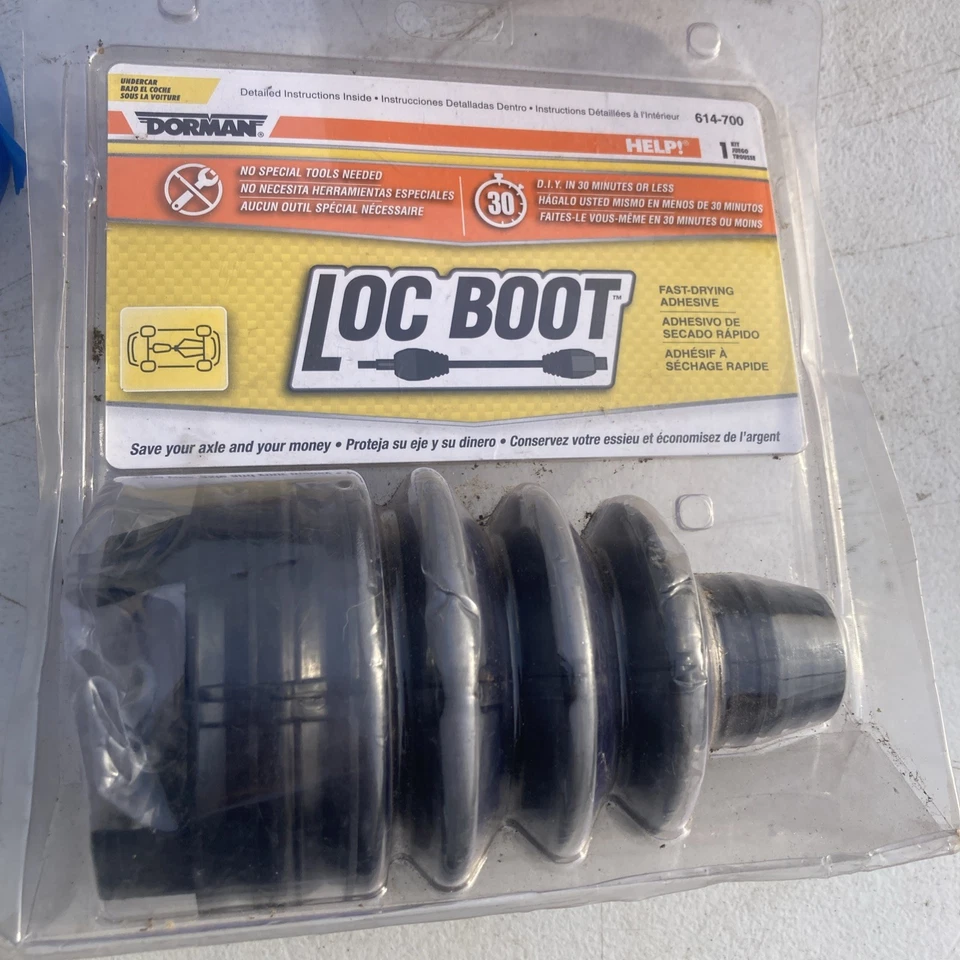 UNDERCAR
BAJO EL COCHE
SOUS LA VOITURE
Detailed Instructions Inside • Instrucciones Detalladas Dentro • Instructions Détaillées à l'Intérieur
614-700
DORMAN®
HELP!®
1 KIT
JUEGO
TROUSSE
NO SPECIAL TOOLS NEEDED
NO NECESITA HERRAMIENTAS ESPECIALES
AUCUN OUTIL SPÉCIAL NÉCESSAIRE
30
D.I.Y. IN 30 MINUTES OR LESS
HÁGALO USTED MISMO EN MENOS DE 30 MINUTOS
FAITES-LE VOUS-MÊME EN 30 MINUTES OU MOINS
LOC BOOT™
FAST-DRYING
ADHESIVE
ADHESIVO DE
SECADO RÁPIDO
ADHÉSIF À
SÉCHAGE RAPIDE
Save your axle and your money • Proteja su eje y su dinero • Conservez votre essieu et économisez de l'argent